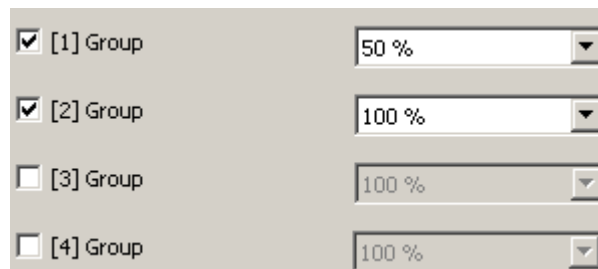 [1] Group 50 %
[2] Group 100 %
[3] Group 100 %
[4] Group 100 %